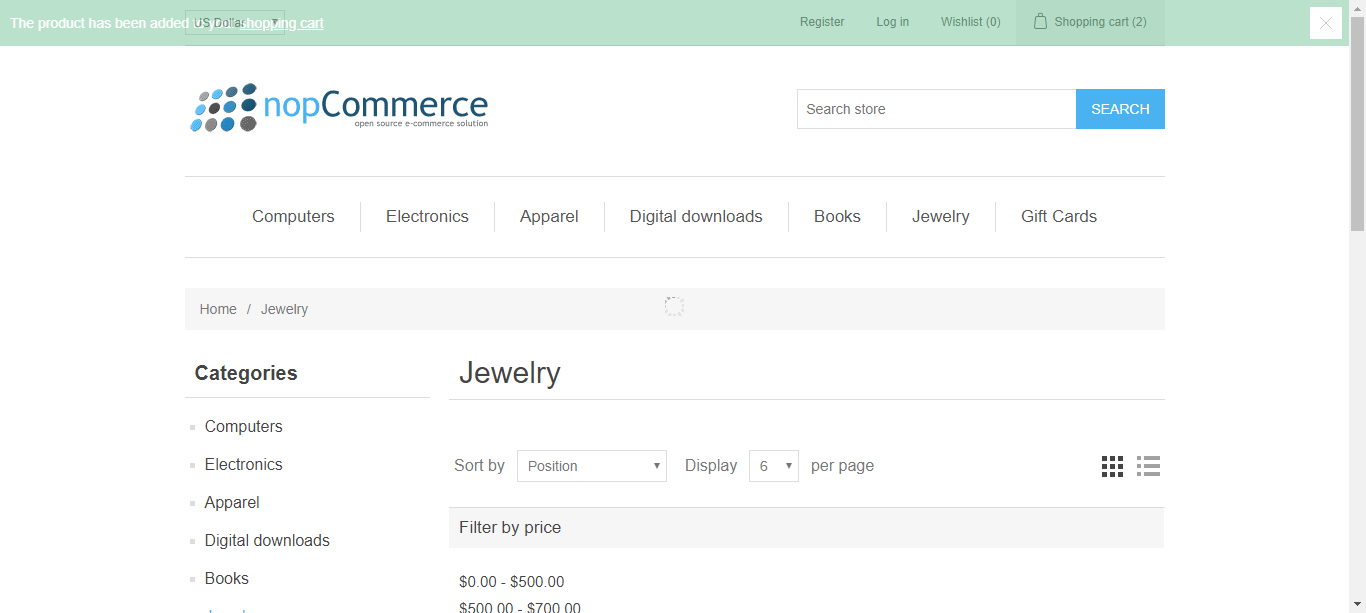 The product has been added to your shopping cart
US Dollar
Register Log in Wishlist (0) Shopping cart (2)
nopCommerce
open source e-commerce solution
Search store SEARCH
Computers Electronics Apparel Digital downloads Books Jewelry Gift Cards
Home / Jewelry
Categories
Computers
Electronics
Apparel
Digital downloads
Books
Jewelry
Sort by Position Display 6 per page
Filter by price
$0.00 - $500.00
$500.00 - $700.00